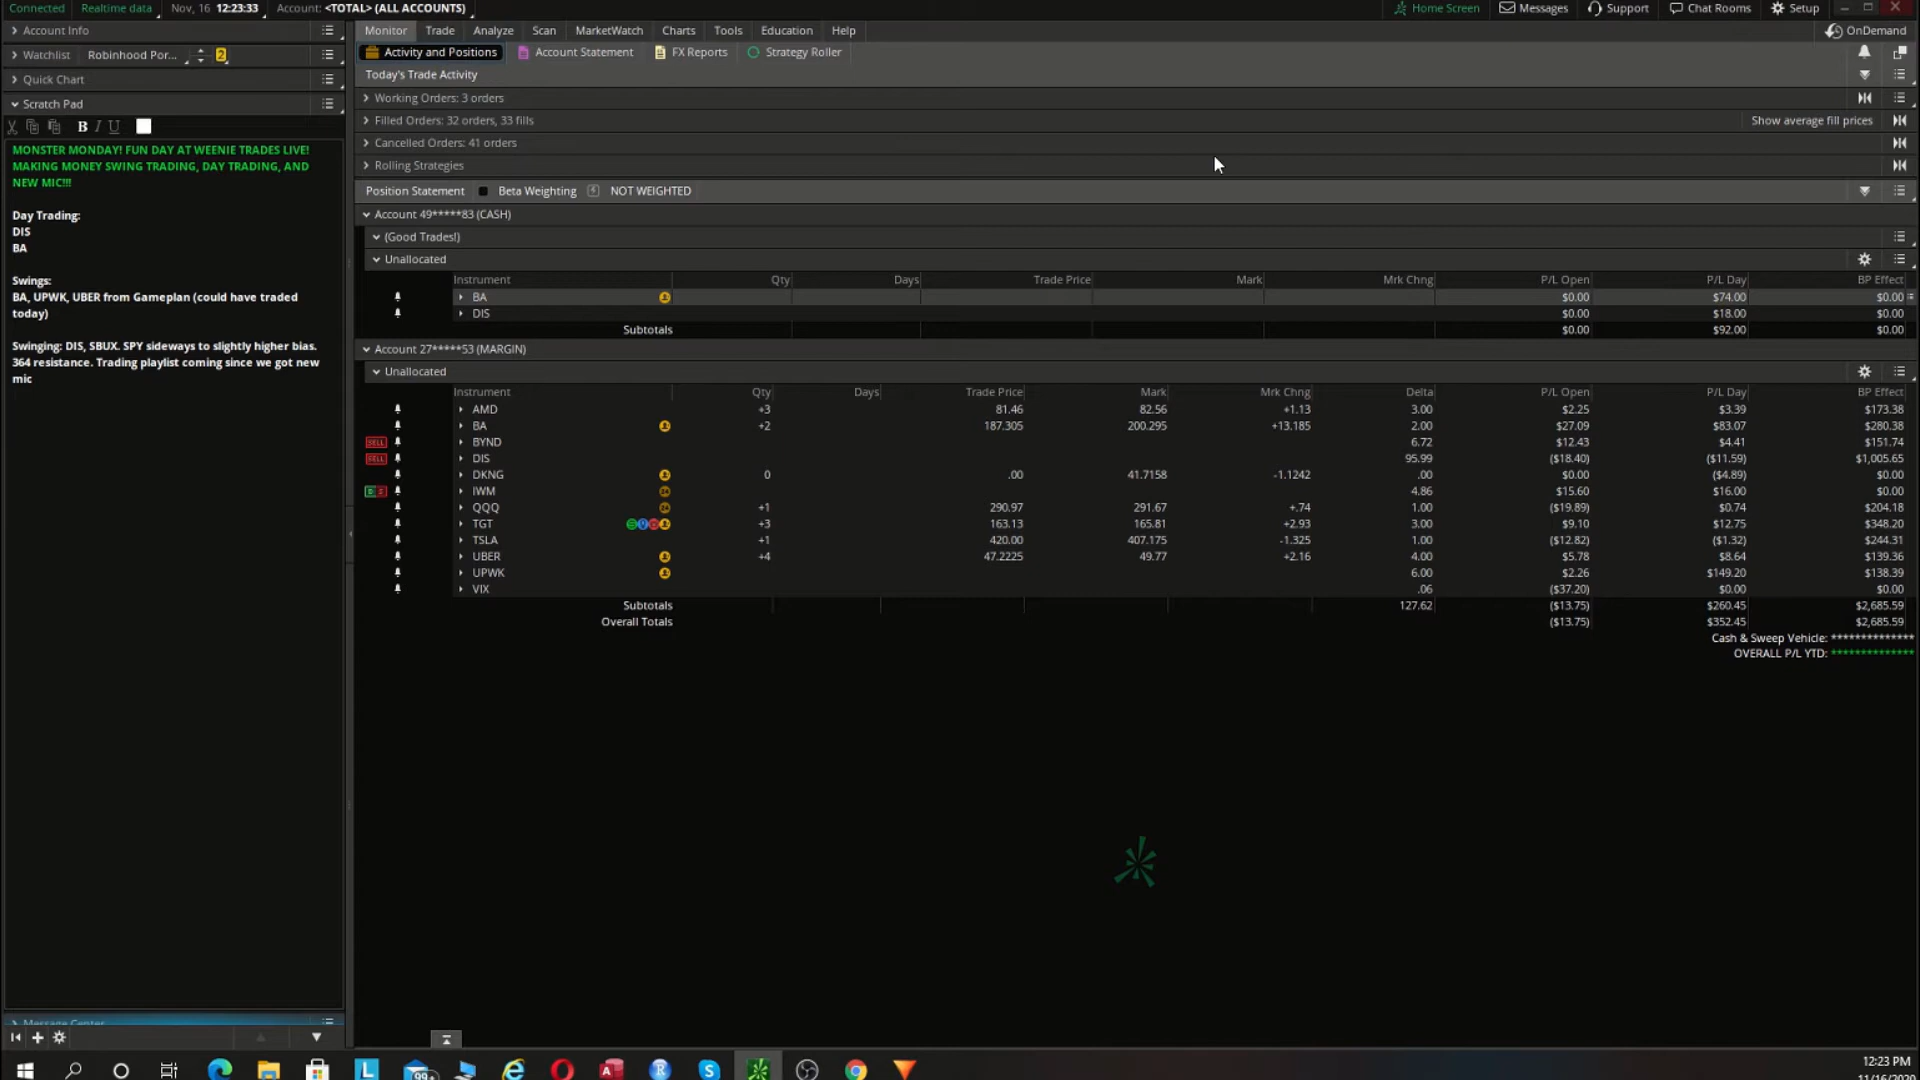 Connected Realtime data Nov, 16 12:23:33 Account: <TOTAL> (ALL ACCOUNTS) Home Screen Messages Support Chat Rooms Setup
Account Info
Watchlist Robinhood Por... 2
Quick Chart
Scratch Pad
B I U
MONSTER MONDAY! FUN DAY AT WEENIE TRADES LIVE!
MAKING MONEY SWING TRADING, DAY TRADING, AND
NEW MIC!!!
Day Trading:
DIS
BA
Swings:
BA, UPWK, UBER from Gameplan (could have traded
today)
Swinging: DIS, SBUX. SPY sideways to slightly higher bias.
364 resistance. Trading playlist coming since we got new
mic
Message Center
Monitor Trade Analyze Scan MarketWatch Charts Tools Education Help OnDemand
Activity and Positions Account Statement FX Reports Strategy Roller
Today's Trade Activity
Working Orders: 3 orders
Filled Orders: 32 orders, 33 fills Show average fill prices
Cancelled Orders: 41 orders
Rolling Strategies
Position Statement Beta Weighting NOT WEIGHTED
Account 49*****83 (CASH)
(Good Trades!)
Unallocated
Instrument Qty Days Trade Price Mark Mrk Chng P/L Open P/L Day BP Effect
BA $0.00 $74.00 $0.00
DIS $0.00 $18.00 $0.00
Subtotals $0.00 $92.00 $0.00
Account 27*****53 (MARGIN)
Unallocated
Instrument Qty Days Trade Price Mark Mrk Chng Delta P/L Open P/L Day BP Effect
AMD +3 81.46 82.56 +1.13 3.00 $2.25 $3.39 $173.38
BA +2 187.305 200.295 +13.185 2.00 $27.09 $83.07 $280.38
SELL BYND 6.72 $12.43 $4.41 $151.74
SELL DIS 95.99 ($18.40) ($11.59) $1,005.65
DKNG 0 .00 41.7158 -1.1242 .00 $0.00 ($4.89) $0.00
IWM 4.86 $15.60 $16.00 $0.00
QQQ +1 290.97 291.67 +.74 1.00 ($19.89) $0.74 $204.18
TGT +3 163.13 165.81 +2.93 3.00 $9.10 $12.75 $348.20
TSLA +1 420.00 407.175 -1.325 1.00 ($12.82) ($1.32) $244.31
UBER +4 47.2225 49.77 +2.16 4.00 $5.78 $8.64 $139.36
UPWK 6.00 $2.26 $149.20 $138.39
VIX .06 ($37.20) $0.00 $0.00
Subtotals 127.62 ($13.75) $260.45 $2,685.59
Overall Totals ($13.75) $352.45 $2,685.59
Cash & Sweep Vehicle: **************
OVERALL P/L YTD: **************
99+
12:23 PM
11/16/2020